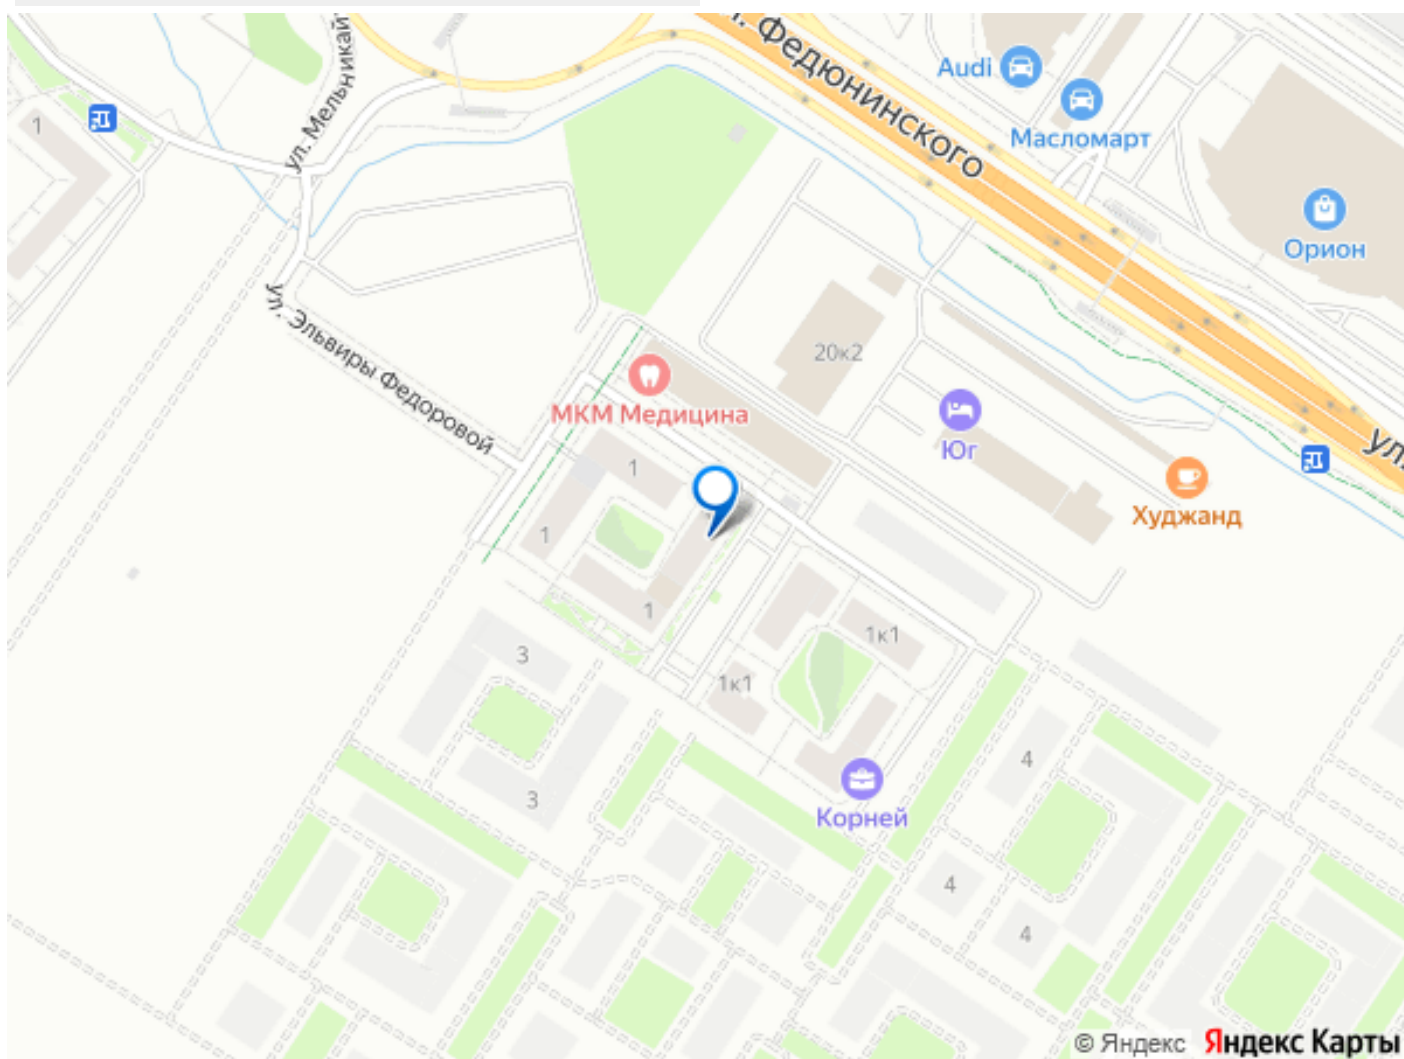 л. Федюнинского
Audi
Масломарт
ул. Мельникай
1
Орион
ул. Эльвиры Федоровой
20к2
МКМ Медицина
Юг
ул.
Худжанд
1
1
1
1к1
3
1к1
4
3
Корней
4
4
© Яндекс Яндекс Карты